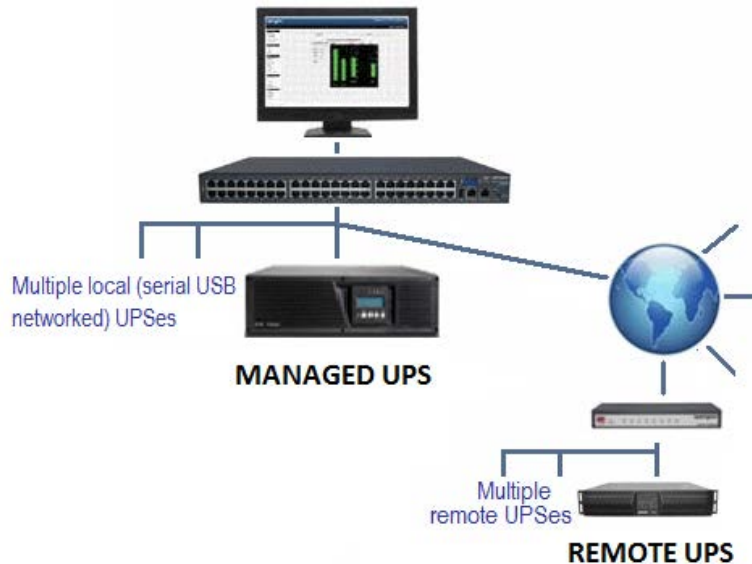 Multiple local (serial USB
networked) UPSes
MANAGED UPS
Multiple
remote UPSes
REMOTE UPS